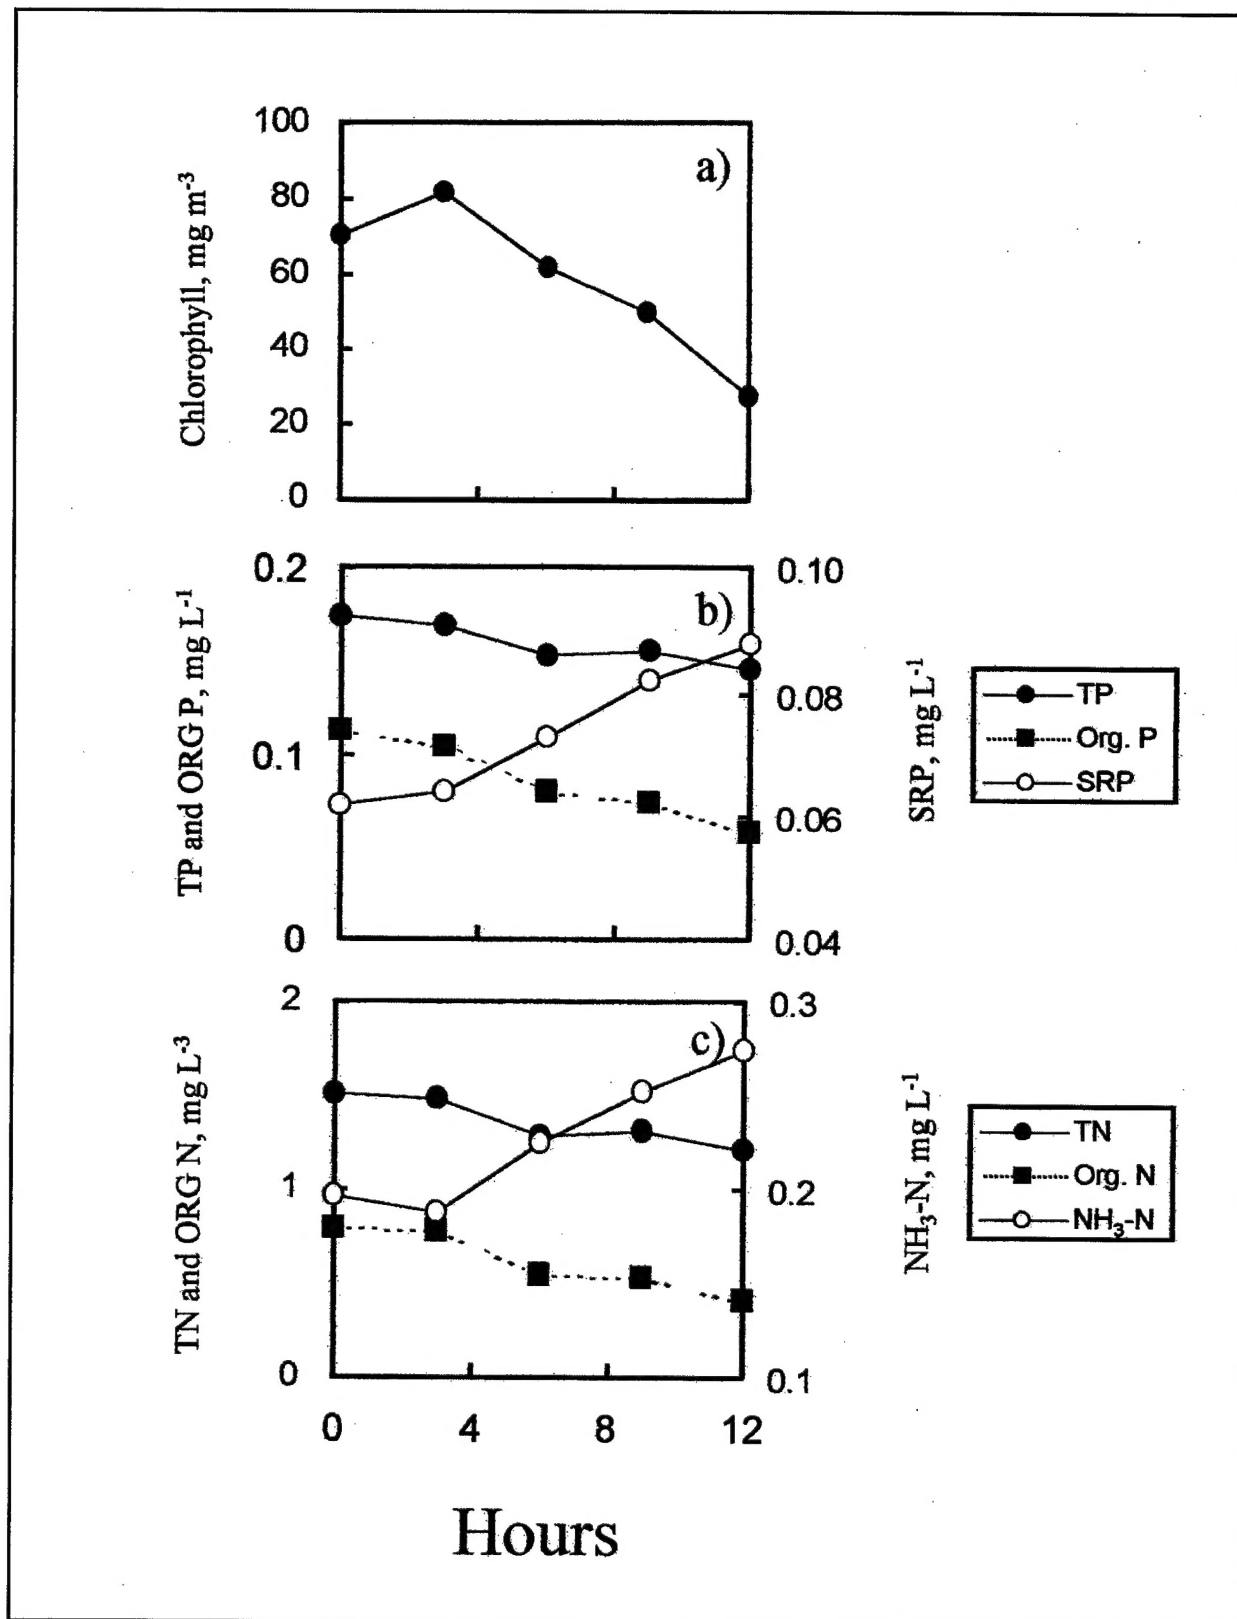 100
80
60
40
20
0
Chlorophyll, mg m-3
a)
0.2
0.1
0
TP and ORG P, mg L-1
b)
0.10
0.08
0.06
0.04
SRP, mg L-1
TP
Org. P
SRP
2
1
0
TN and ORG N, mg L-3
c)
0.3
0.2
0.1
NH3-N, mg L-1
TN
Org. N
NH3-N
0 4 8 12
Hours